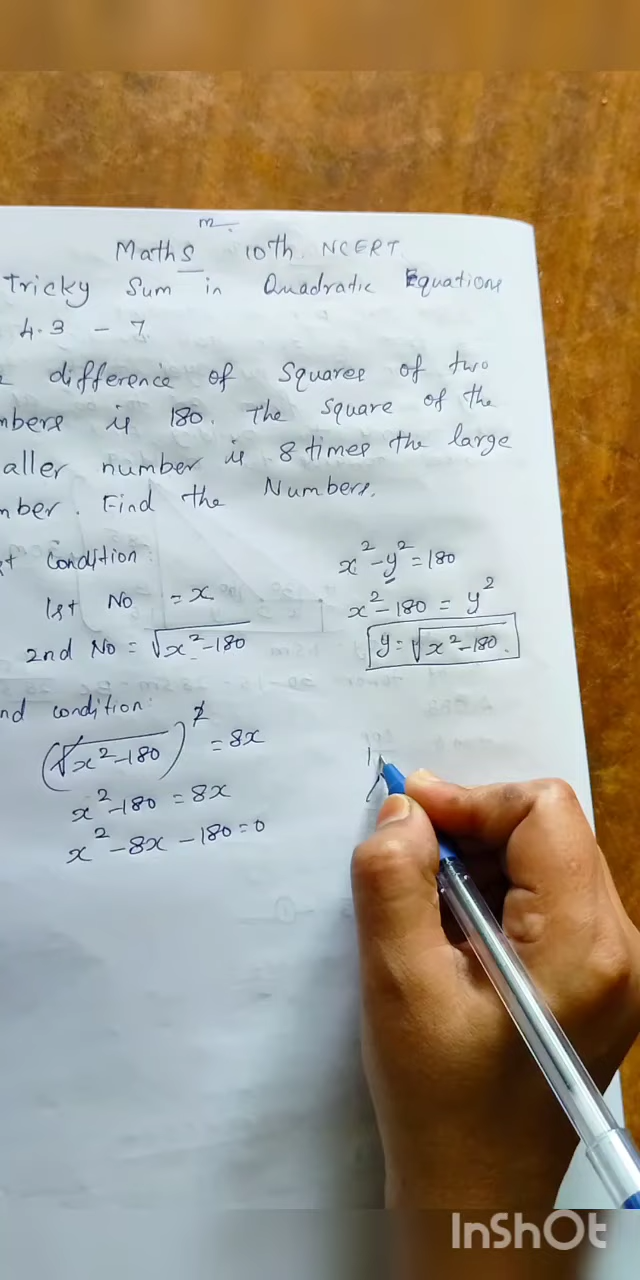 m.
Maths 10th NCERT
Tricky Sum in Quadratic Equations
4.3 - 7
difference of squares of two
mbers is 180. The square of the
aller number is 8 times the large
mber. Find the Numbers.
st condition:
1st No = x
2nd No = √x²-180
x² - y² = 180
x² - 180 = y²
y = √x² - 180.
nd condition:
(√x² - 180)² = 8x
x² - 180 = 8x
x² - 8x - 180 = 0
InShOt